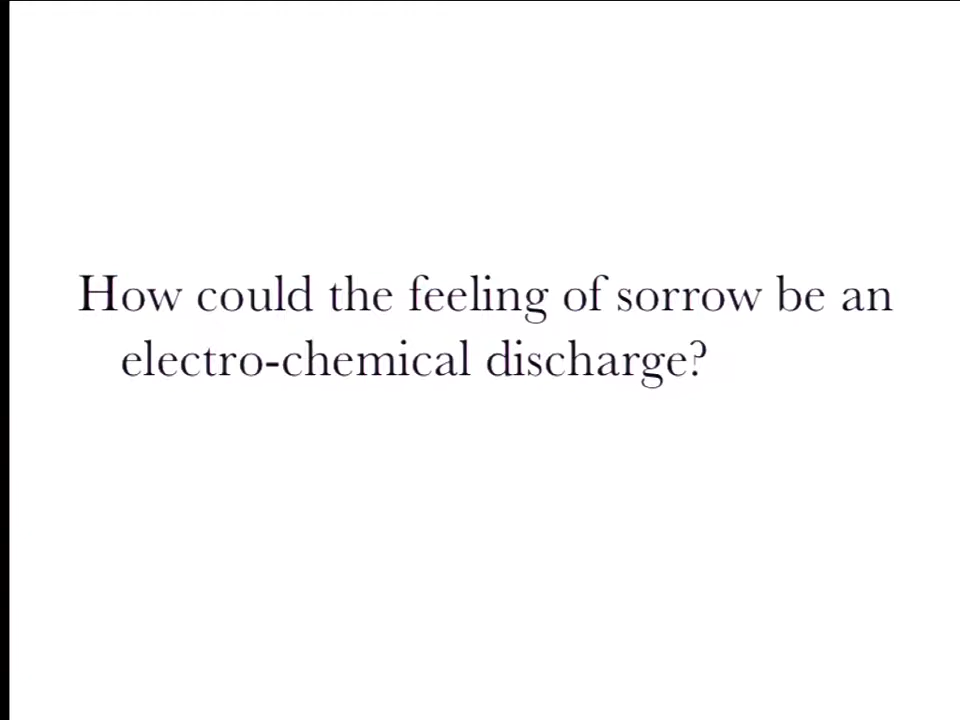 How could the feeling of sorrow be an
electro-chemical discharge?